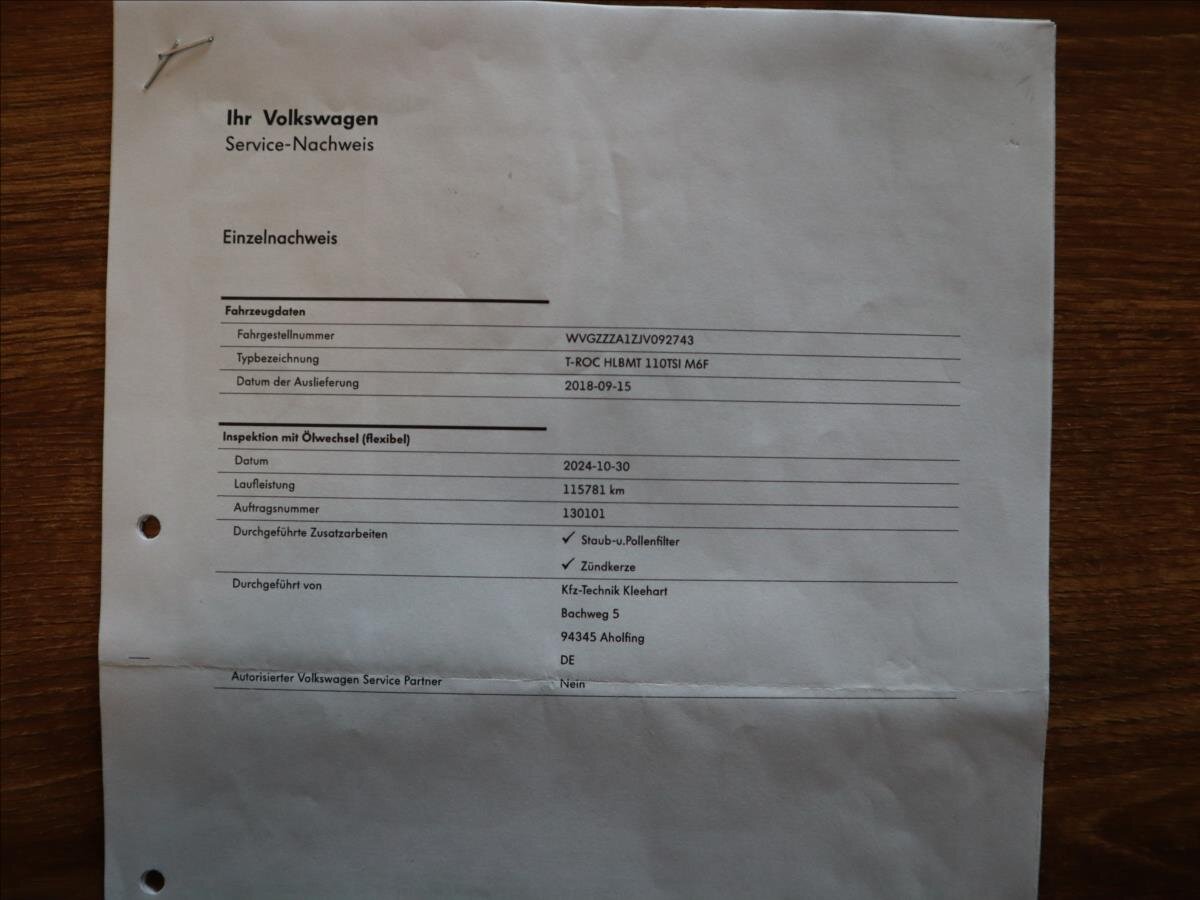 Ihr Volkswagen
Service-Nachweis
Einzelnachweis
Fahrzeugdaten
Fahrgestellnummer WVGZZZA1ZJV092743
Typbezeichnung T-ROC HLBMT 110TSI M6F
Datum der Auslieferung 2018-09-15
Inspektion mit Ölwechsel (flexibel)
Datum 2024-10-30
Laufleistung 115781 km
Auftragsnummer 130101
Durchgeführte Zusatzarbeiten ✓ Staub-u.Pollenfilter
✓ Zündkerze
Durchgeführt von Kfz-Technik Kleehart
Bachweg 5
94345 Aholfing
DE
Autorisierter Volkswagen Service Partner Nein